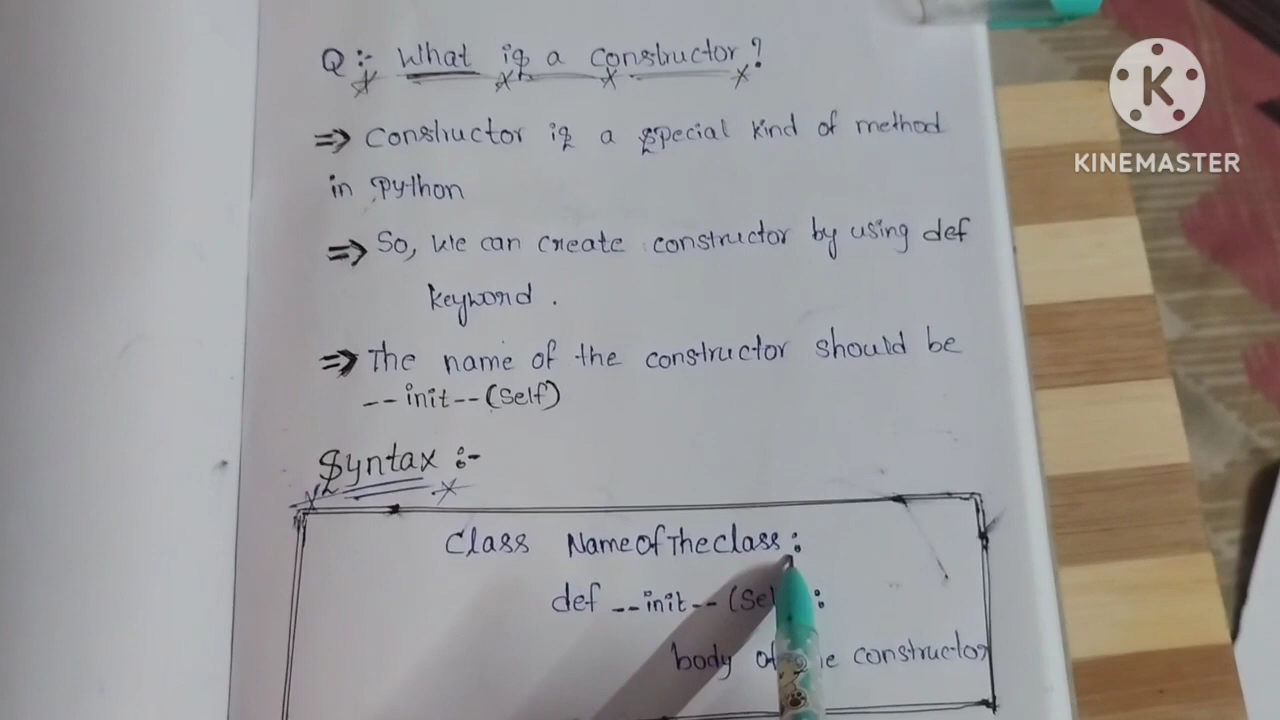 Q:- What is a constructor?
⇒ Constructor is a special kind of method
in python
⇒ So, we can create constructor by using def
keyword.
⇒ The name of the constructor should be
--init--(Self)
Syntax :-
Class NameOfTheclass:
def --init-- :
body constructor
K
KINEMASTER